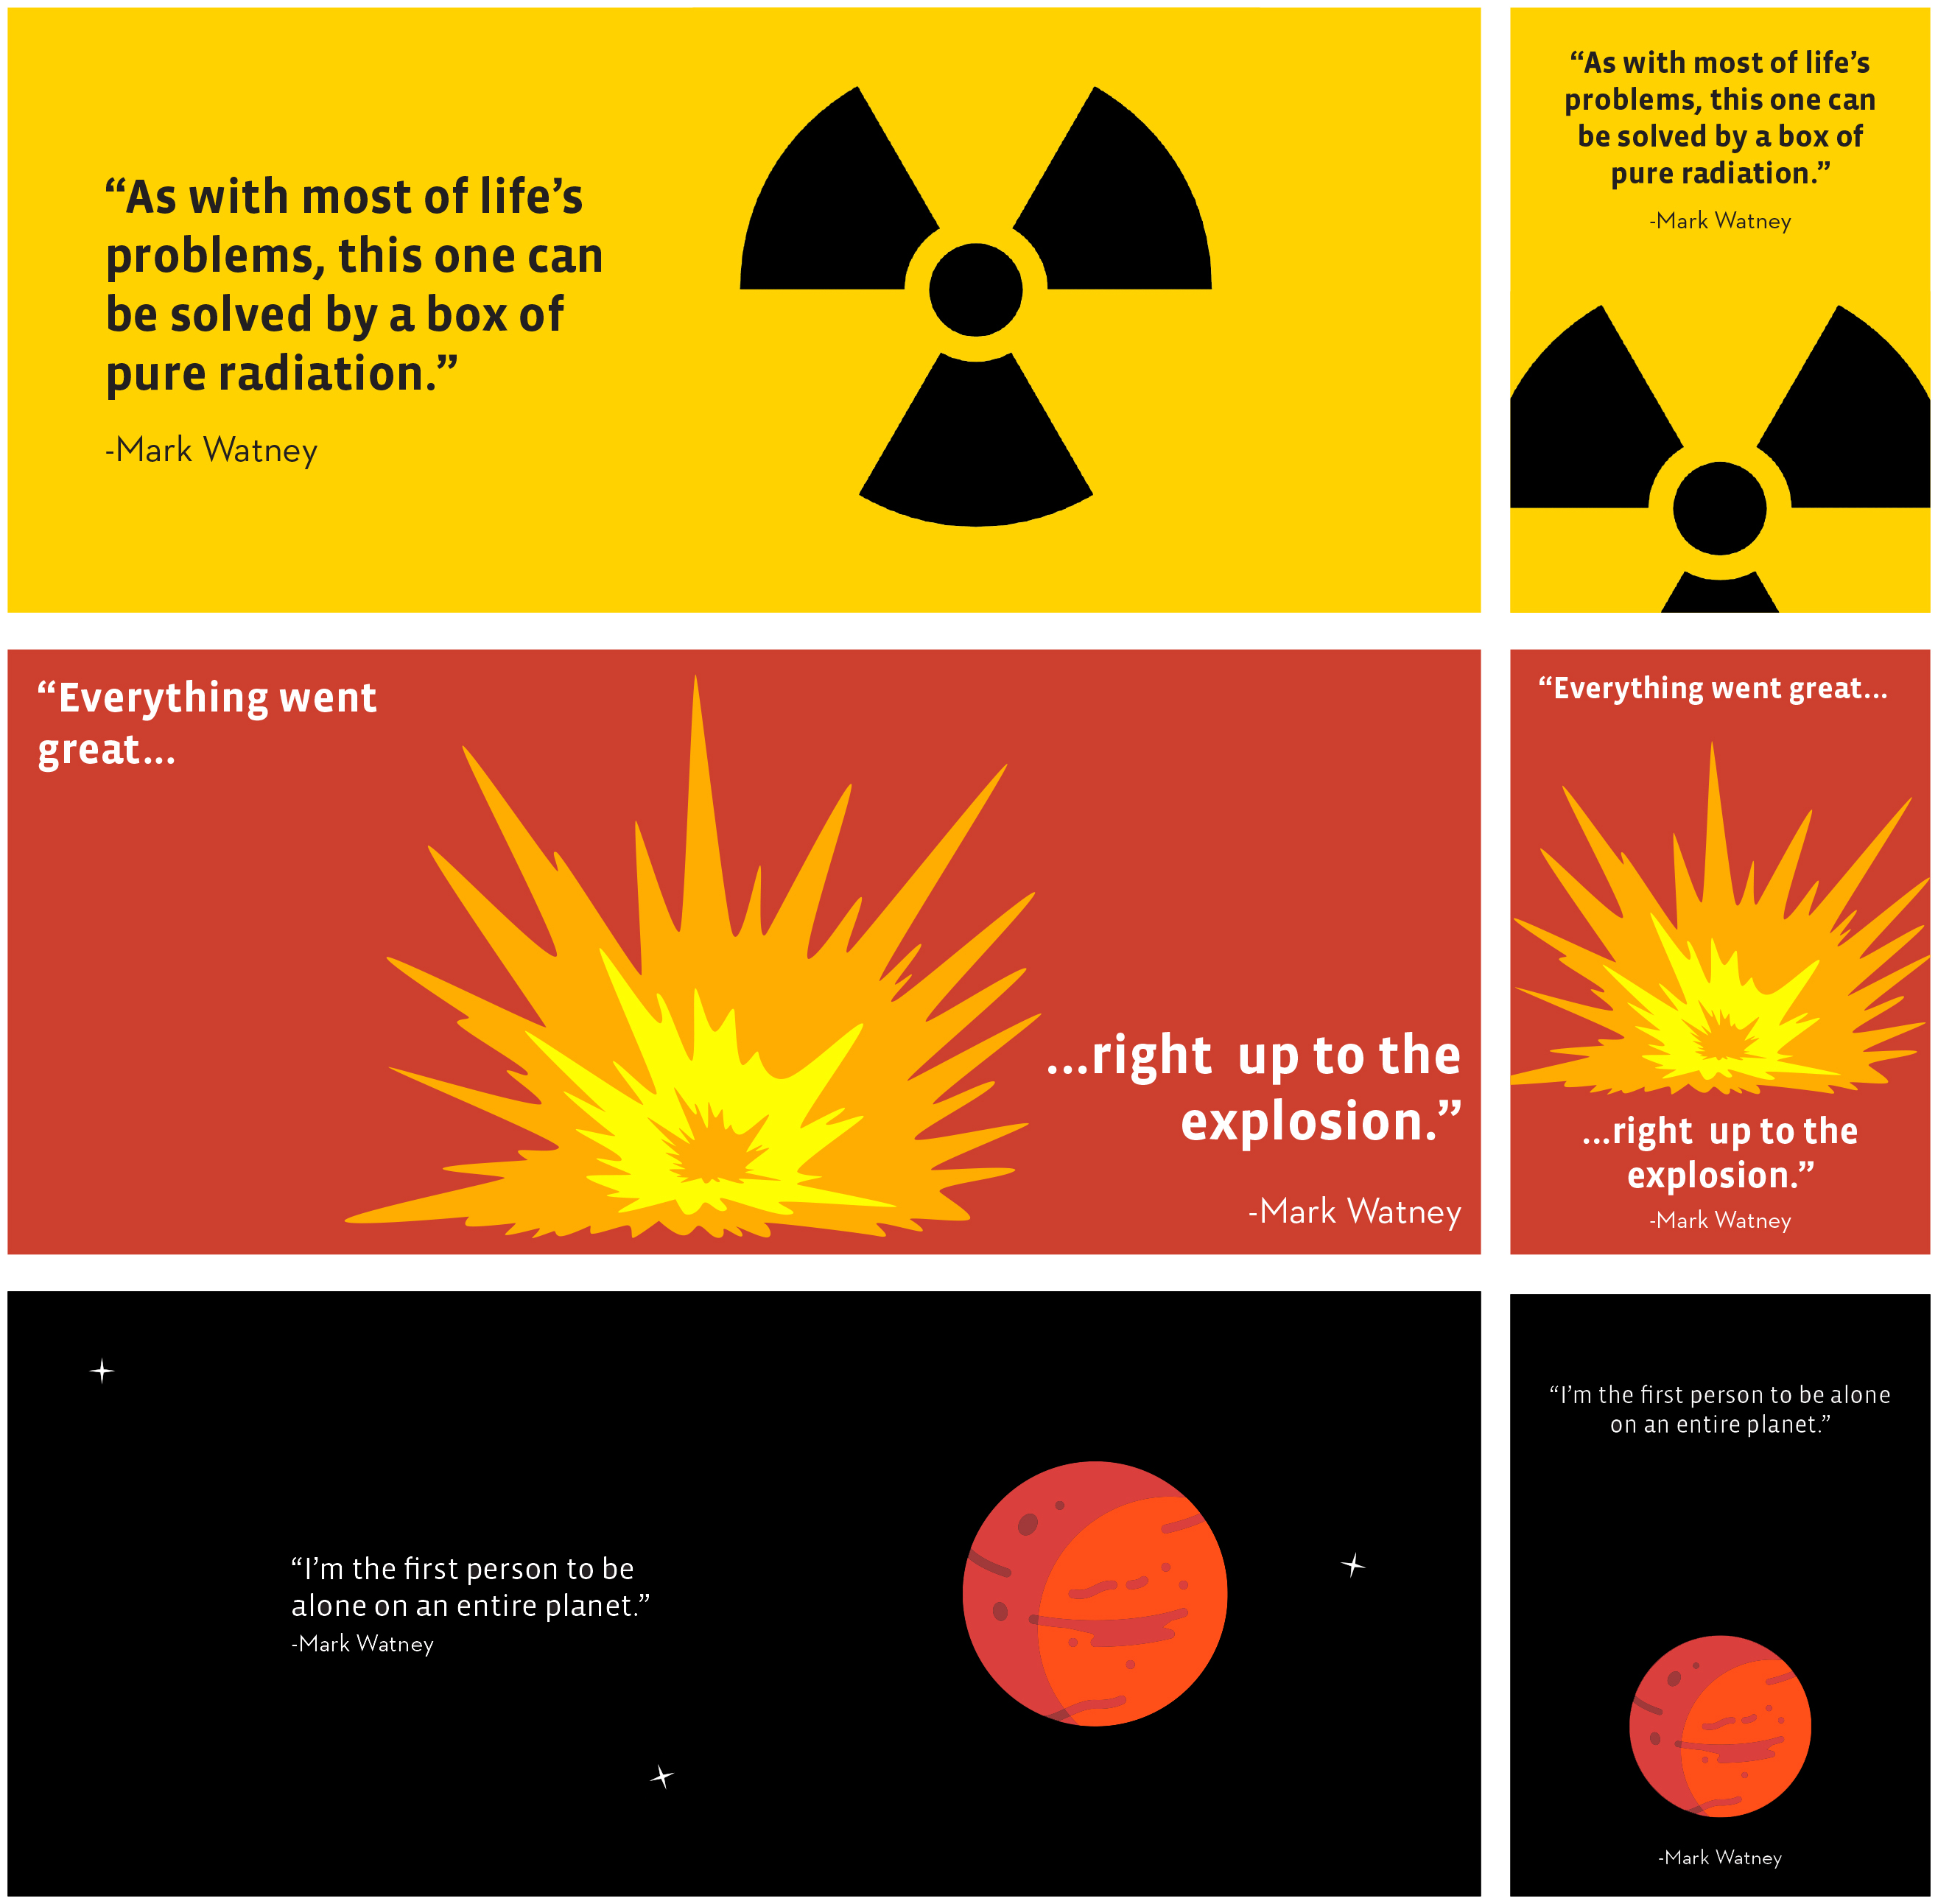 “As with most of life’s
problems, this one can
be solved by a box of
pure radiation.”
-Mark Watney
“As with most of life’s
problems, this one can
be solved by a box of
pure radiation.”
-Mark Watney
“Everything went
great...
...right  up to the
explosion.”
-Mark Watney
“Everything went great...
...right  up to the
explosion.”
-Mark Watney
“I’m the first person to be
alone on an entire planet.”
-Mark Watney
“I’m the first person to be alone
on an entire planet.”
-Mark Watney